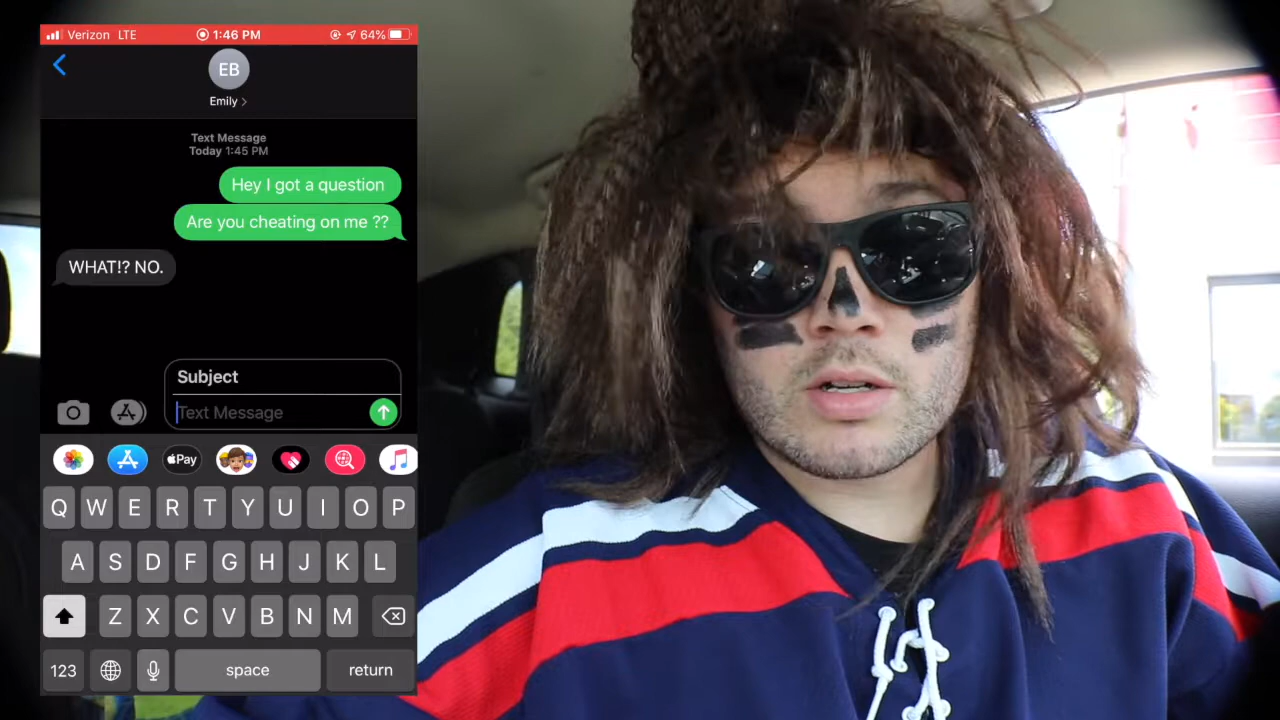 Verizon LTE 1:46 PM 64%
EB
Emily
Text Message
Today 1:45 PM
Hey I got a question
Are you cheating on me ??
WHAT!? NO.
Subject
Text Message
Pay
Q W E R T Y U I O P
A S D F G H J K L
Z X C V B N M
123 space return